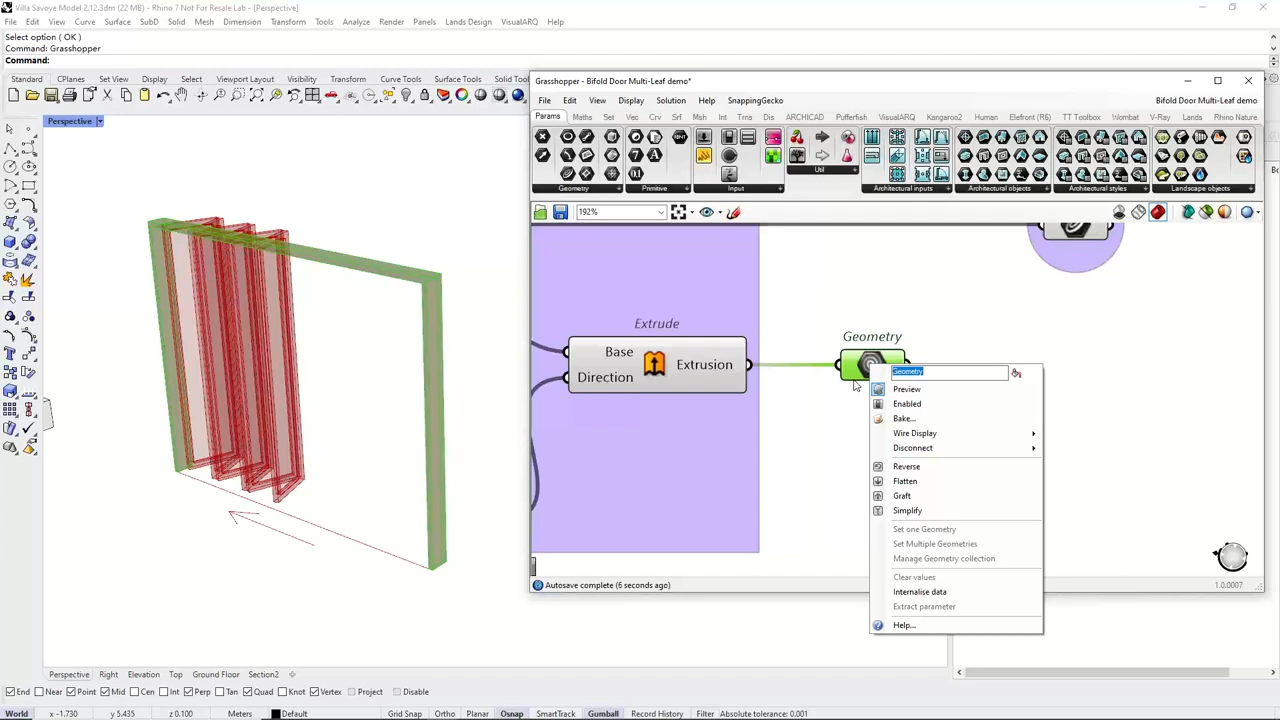 Villa Savoye Model 2.12.3dm (22 MB) - Rhino 7 Not For Resale Lab - [Perspective]
File Edit View Curve Surface SubD Solid Mesh Dimension Transform Tools Analyze Render Panels Lands Design VisualARQ Help
Select option ( OK )
Command: Grasshopper
Command:
Standard CPlanes Set View Display Select Viewport Layout Visibility Transform Curve Tools Surface Tools Solid Tool
Perspective
Grasshopper - Bifold Door Multi-Leaf demo*
File Edit View Display Solution Help SnappingGecko Bifold Door Multi-Leaf demo
Params Maths Set Vec Crv Srf Msh Int Trns Dis ARCHICAD Pufferfish VisualARQ Kangaroo2 Human Elefront (R6) TT Toolbox Wombat V-Ray Lands Rhino Nature
Geometry Primitive Input Util Architectural inputs Architectural objects Architectural styles Landscape objects
192%
Extrude
Base
Direction
Extrusion
Geometry
Geometry
Preview
Enabled
Bake...
Wire Display
Disconnect
Reverse
Flatten
Graft
Simplify
Set one Geometry
Set Multiple Geometries
Manage Geometry collection
Clear values
Internalise data
Extract parameter
Help...
Autosave complete (6 seconds ago) 1.0.0007
Perspective Right Elevation Top Ground Floor Section2
End Near Point Mid Cen Int Perp Tan Quad Knot Vertex Project Disable
World x -1.730 y 5.435 z 0.100 Meters Default Grid Snap Ortho Planar Osnap SmartTrack Gumball Record History Filter Absolute tolerance: 0.001